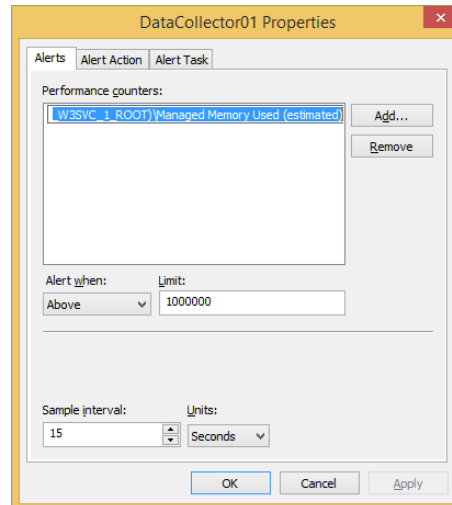 DataCollector01 Properties
Alerts
Alert Action
Alert Task
Performance counters:
_W3SVC_1_ROOT)\Managed Memory Used (estimated)
Add...
Remove
Alert when:
Limit:
Above
1000000
Sample interval:
Units:
15
Seconds
OK
Cancel
Apply